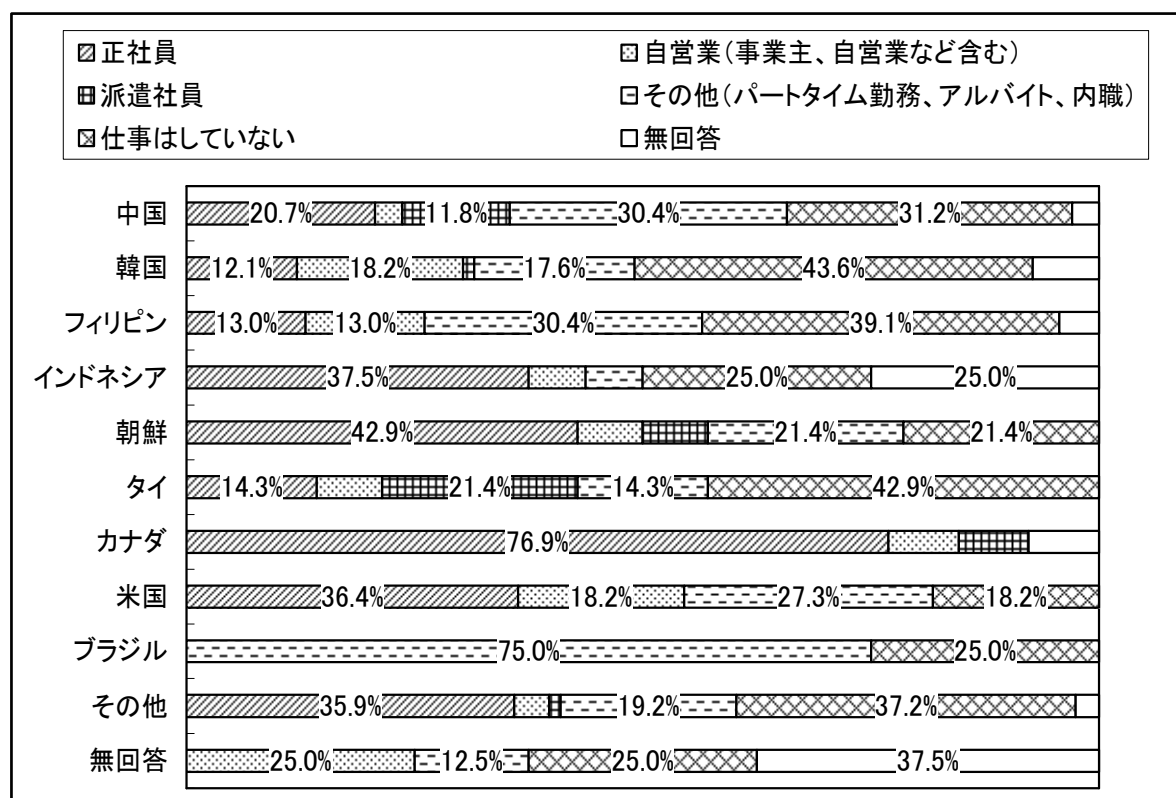 正社員 自営業(事業主、自営業など含む)
派遣社員 その他(パートタイム勤務、アルバイト、内職)
仕事はしていない 無回答
中国 20.7% 11.8% 30.4% 31.2%
韓国 12.1% 18.2% 17.6% 43.6%
フィリピン 13.0% 13.0% 30.4% 39.1%
インドネシア 37.5% 25.0% 25.0%
朝鮮 42.9% 21.4% 21.4%
タイ 14.3% 21.4% 14.3% 42.9%
カナダ 76.9%
米国 36.4% 18.2% 27.3% 18.2%
ブラジル 75.0% 25.0%
その他 35.9% 19.2% 37.2%
無回答 25.0% 12.5% 25.0% 37.5%